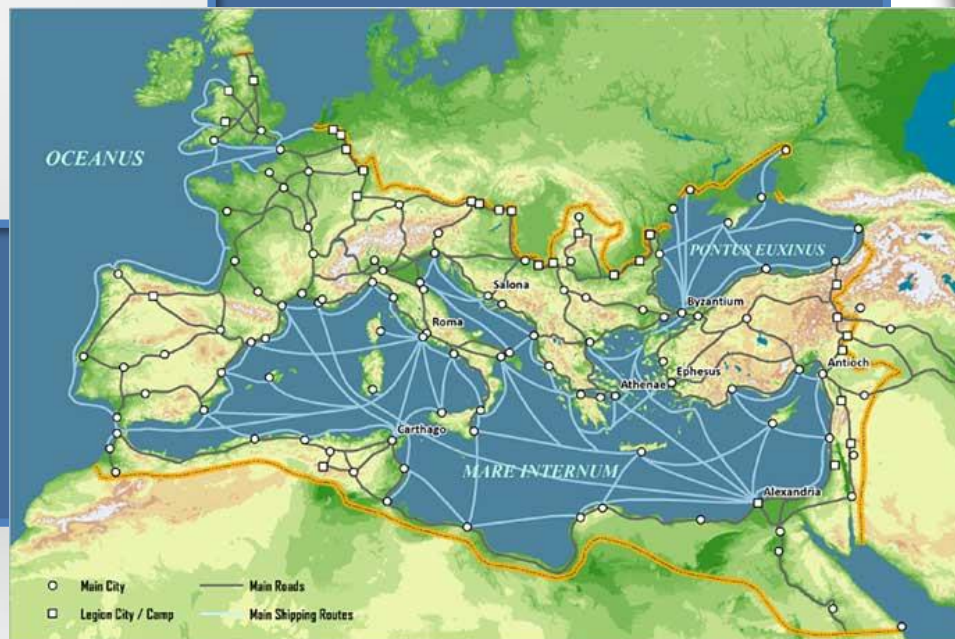 OCEANUS
PONTUS EUXINUS
Salona
Byzantium
Roma
Ephesus
Antioch
Athenae
Carthago
MARE INTERNUM
Alexandria
Main City
Main Roads
Legion City / Camp
Main Shipping Routes